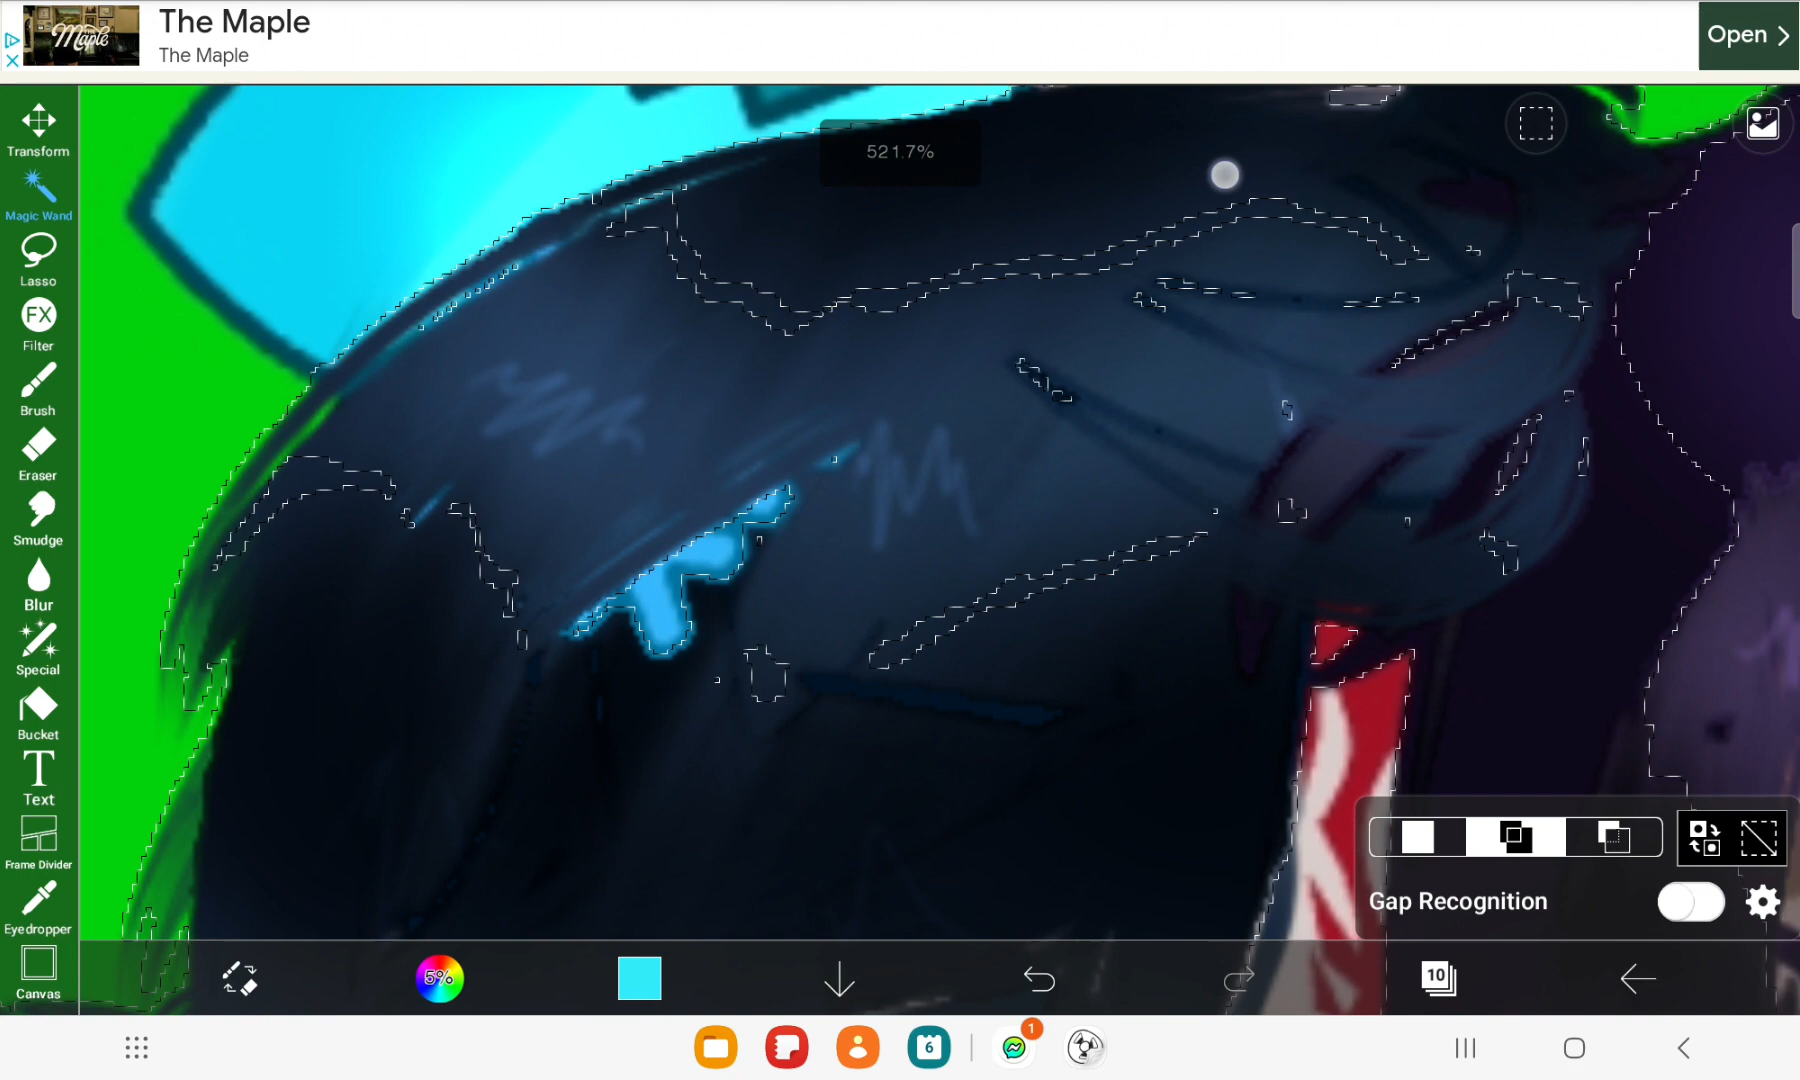 Maple
The Maple
The Maple
Open
521.7%
Transform
Magic Wand
Lasso
FX
Filter
Brush
Eraser
Smudge
Blur
Special
Bucket
T
Text
Frame Divider
Eyedropper
Canvas
Gap Recognition
5%
10
6
1